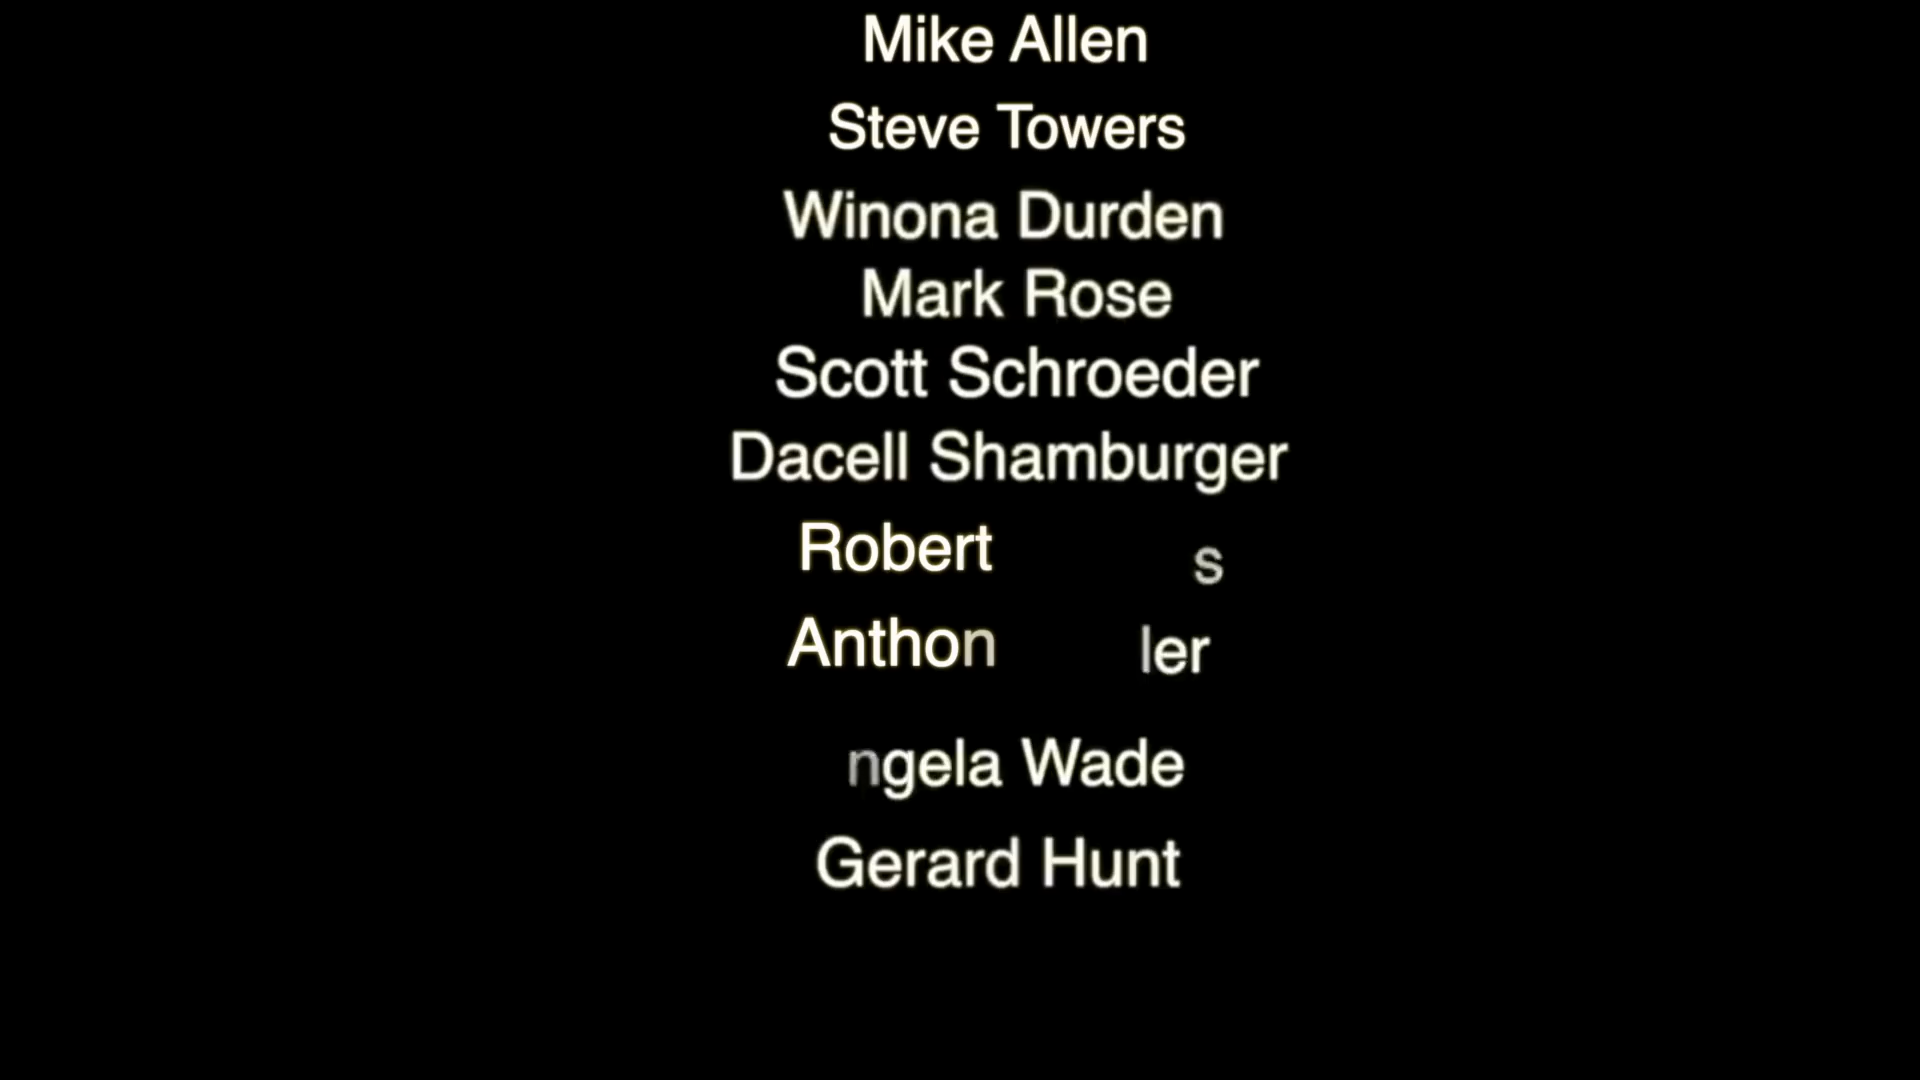 Mike Allen
Steve Towers
Winona Durden
Mark Rose
Scott Schroeder
Dacell Shamburger
Robert s
Anthon ler
ngela Wade
Gerard Hunt